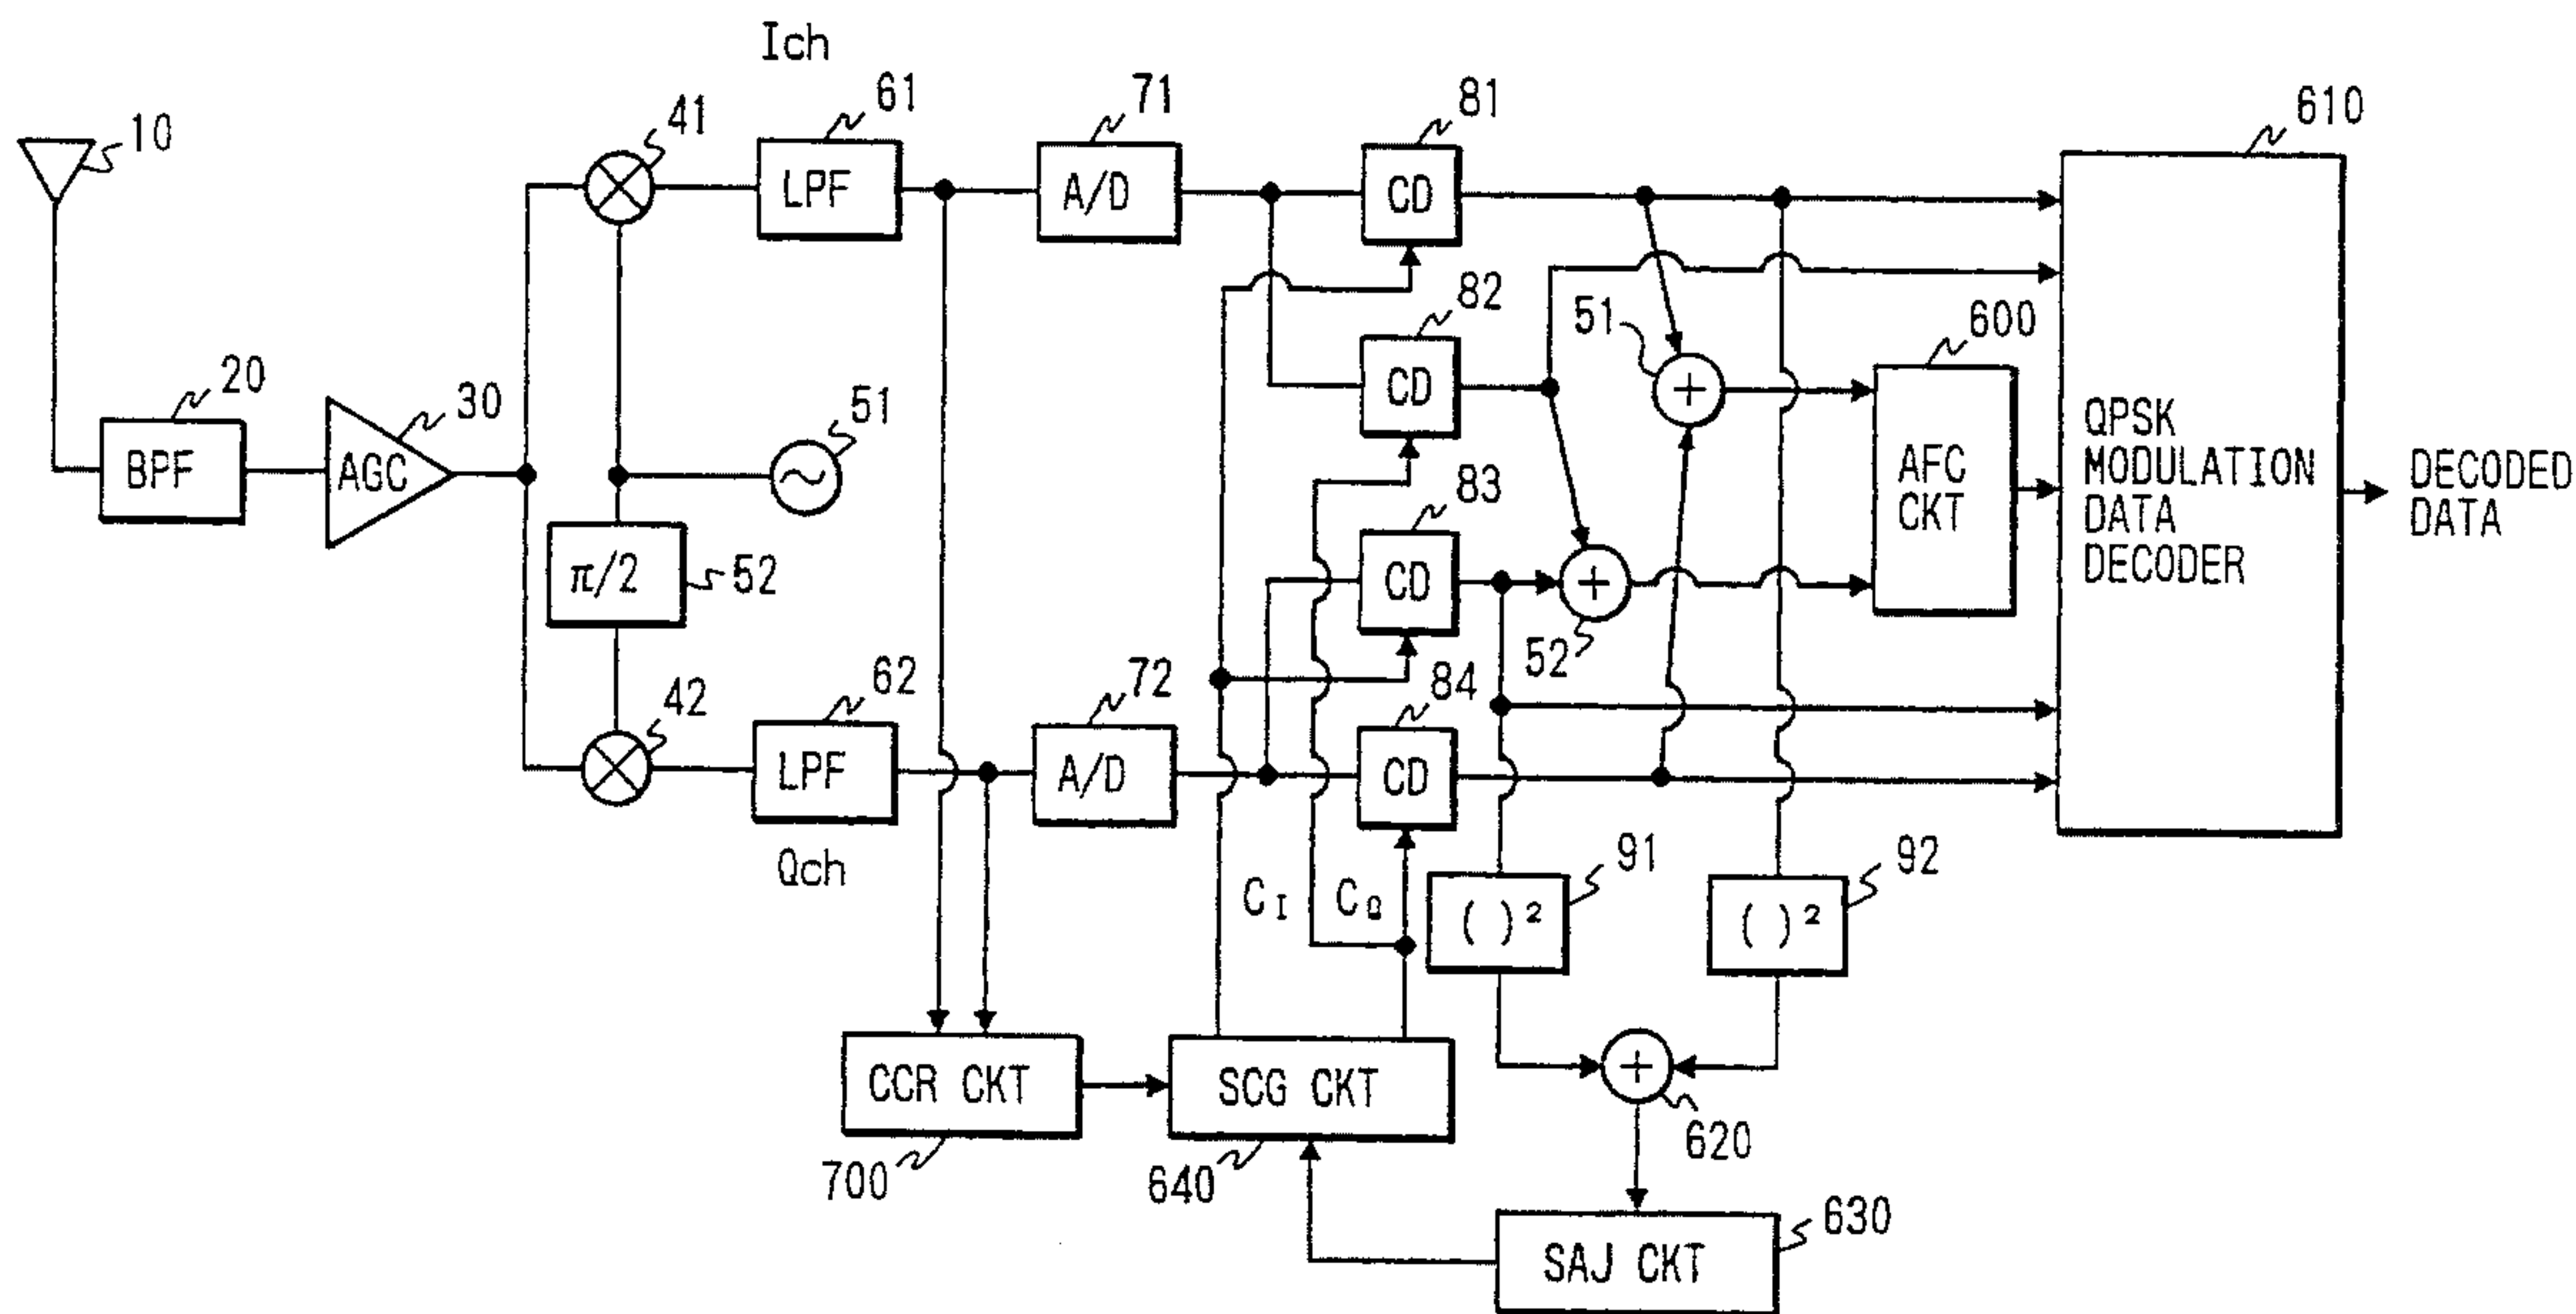 Ich
10
41
61
71
81
610
LPF
A/D
CD
82
51
600
20
30
51
CD
BPF
AGC
83
AFC
CKT
QPSK
MODULATION
DATA
DECODER
DECODED
DATA
π/2
52
CD
52
42
62
72
84
LPF
A/D
CD
Qch
C I
C Q
91
92
( )²
( )²
CCR CKT
SCG CKT
700
640
620
SAJ CKT
630